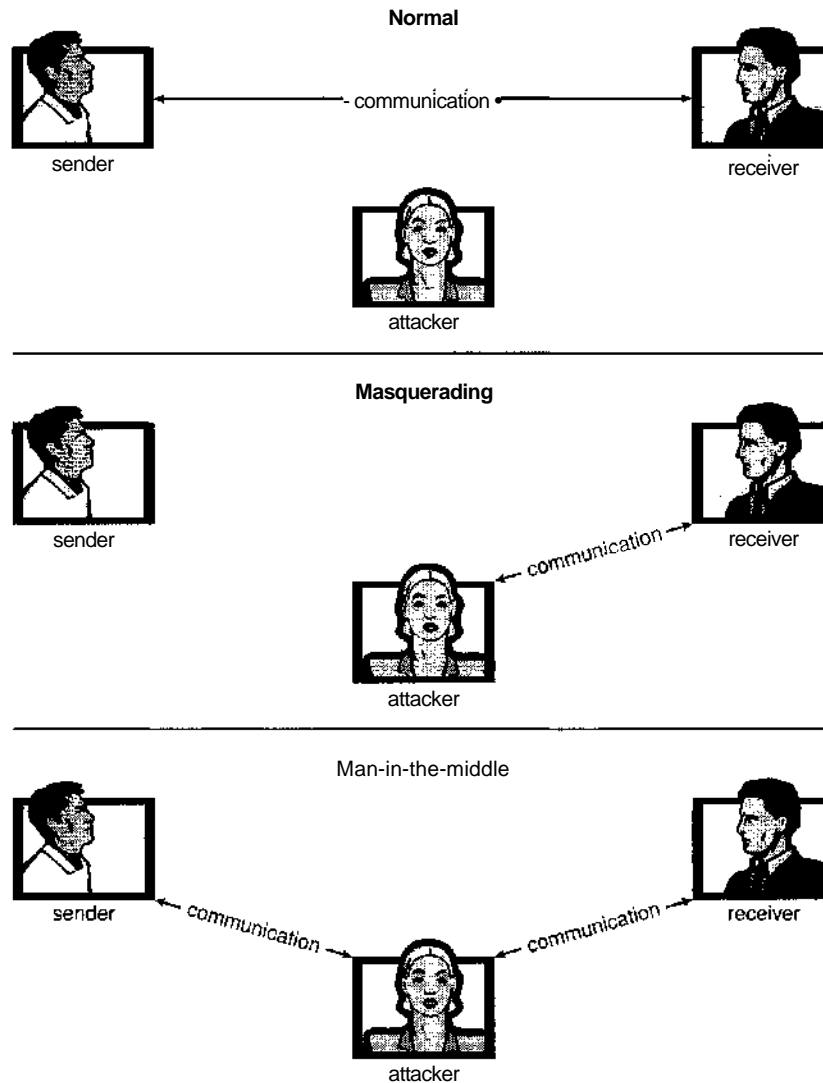 Normal
communication
sender
receiver
attacker
Masquerading
sender
receiver
communication
attacker
Man-in-the-middle
sender
receiver
communication
communication
attacker